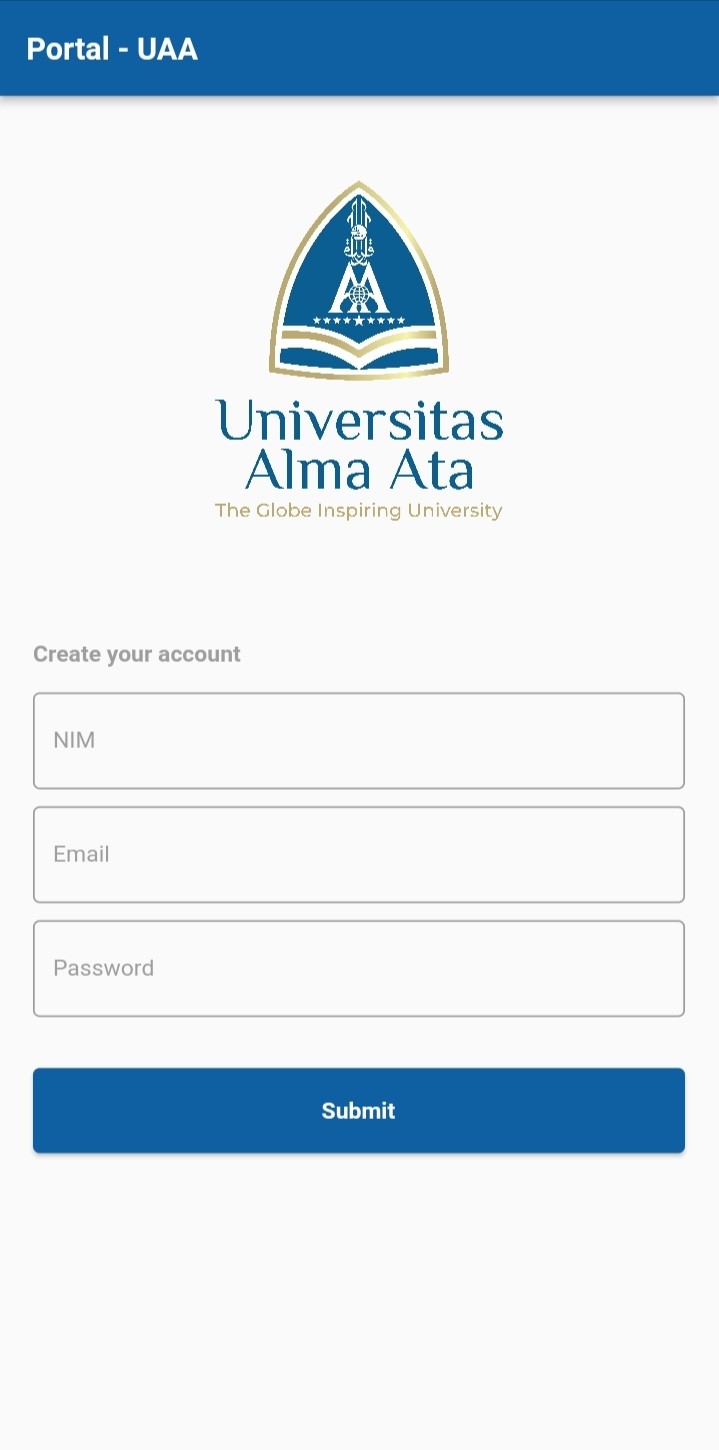 Portal - UAA
Universitas
Alma Ata
The Globe Inspiring University
Create your account
NIM
Email
Password
Submit